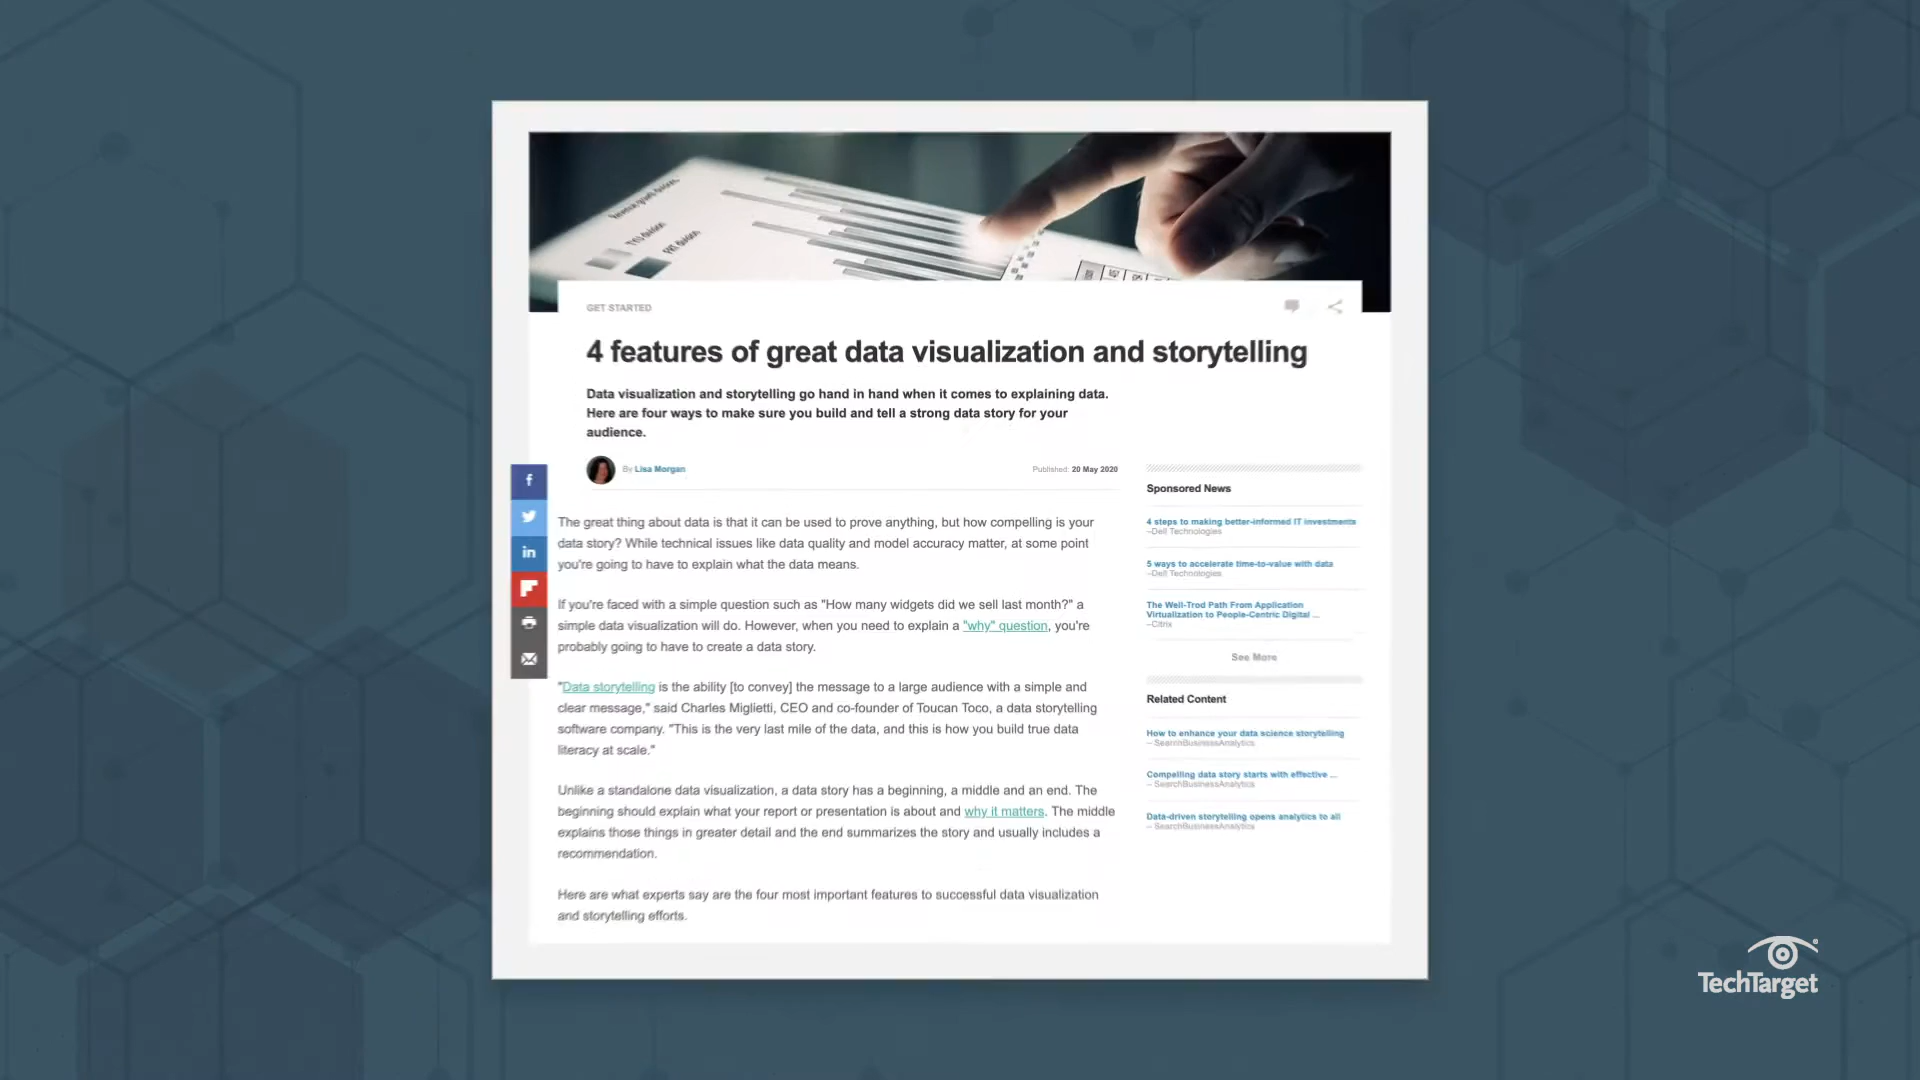 Revenue growth divisions
TYU division
PRT division
GET STARTED
4 features of great data visualization and storytelling
Data visualization and storytelling go hand in hand when it comes to explaining data.
Here are four ways to make sure you build and tell a strong data story for your
audience.
By Lisa Morgan
Published: 20 May 2020
The great thing about data is that it can be used to prove anything, but how compelling is your
data story? While technical issues like data quality and model accuracy matter, at some point
you're going to have to explain what the data means.
If you're faced with a simple question such as "How many widgets did we sell last month?" a
simple data visualization will do. However, when you need to explain a "why" question, you're
probably going to have to create a data story.
"Data storytelling is the ability [to convey] the message to a large audience with a simple and
clear message," said Charles Miglietti, CEO and co-founder of Toucan Toco, a data storytelling
software company. "This is the very last mile of the data, and this is how you build true data
literacy at scale."
Unlike a standalone data visualization, a data story has a beginning, a middle and an end. The
beginning should explain what your report or presentation is about and why it matters. The middle
explains those things in greater detail and the end summarizes the story and usually includes a
recommendation.
Here are what experts say are the four most important features to successful data visualization
and storytelling efforts.
Sponsored News
4 steps to making better-informed IT investments
–Dell Technologies
5 ways to accelerate time-to-value with data
–Dell Technologies
The Well-Trod Path From Application
Virtualization to People-Centric Digital ...
–Citrix
See More
Related Content
How to enhance your data science storytelling
– SearchBusinessAnalytics
Compelling data story starts with effective ...
– SearchBusinessAnalytics
Data-driven storytelling opens analytics to all
– SearchBusinessAnalytics
TechTarget